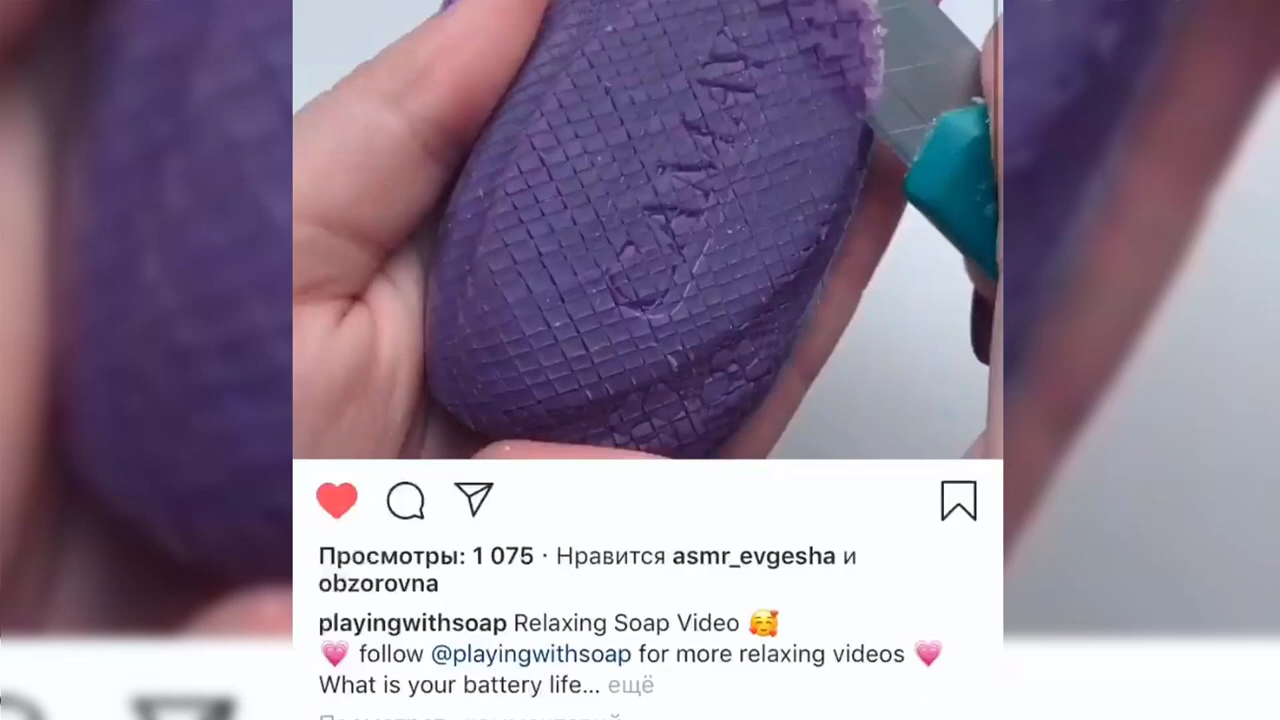 Просмотры: 1 075 · Нравится asmr_evgesha и
obzorovna
playingwithsoap Relaxing Soap Video 🥰
💗 follow @playingwithsoap for more relaxing videos 💗
What is your battery life... ещё